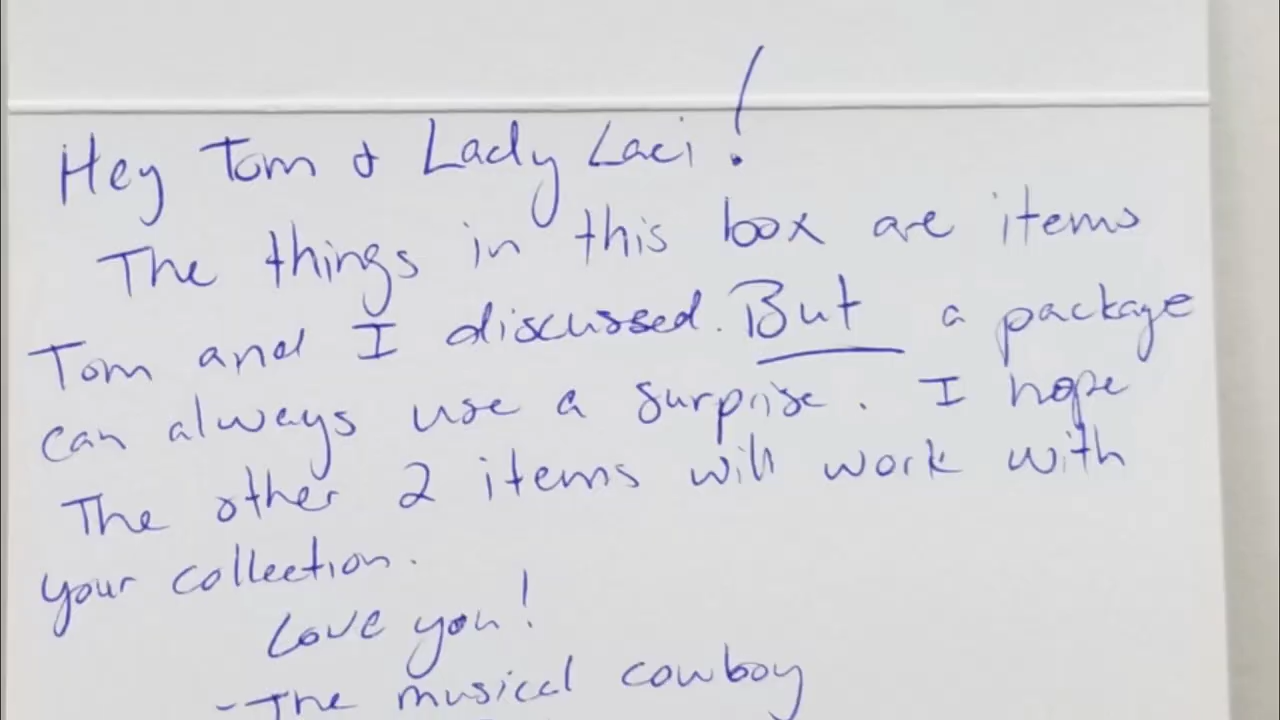 Hey Tom & Lady Laci!
The things in this box are items
Tom and I discussed. But a package
can always use a surprise. I hope
The other 2 items will work with
your collection.
Love you!
-The musical cowboy